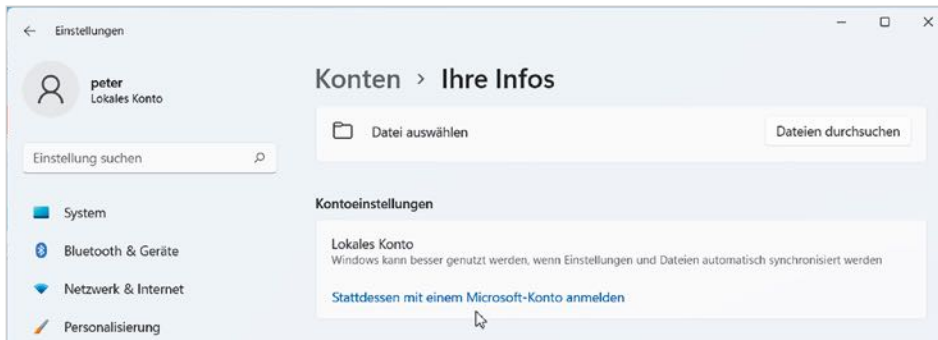 Einstellungen
peter
Lokales Konto
Einstellung suchen
System
Bluetooth & Geräte
Netzwerk & Internet
Personalisierung
Konten > Ihre Infos
Datei auswählen
Dateien durchsuchen
Kontoeinstellungen
Lokales Konto
Windows kann besser genutzt werden, wenn Einstellungen und Dateien automatisch synchronisiert werden
Stattdessen mit einem Microsoft-Konto anmelden